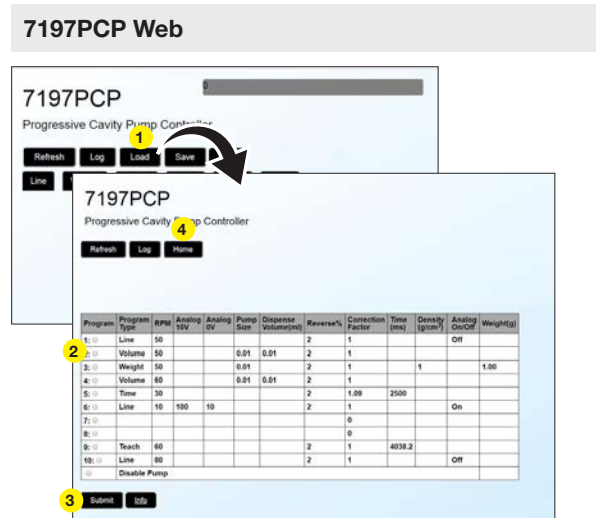 7197PCP Web
0
7197PCP
Progressive Cavity Pump Controller
1
Refresh Log Load Save
Line
7197PCP
Progressive Cavity Pump Controller
4
Refresh Log Home
Program Program Type RPM Analog 10V Analog 0V Pump Size Dispense Volume(ml) Reverse% Correction Factor Time (ms) Density (g/cm³) Analog On/Off Weight(g)
1: Line 50 2 1 Off
2
2: Volume 50 0.01 0.01 2 1
3: Weight 50 0.01 2 1 1 1.00
4: Volume 60 0.01 0.01 2 1
5: Time 30 2 1.09 2500
6: Line 10 100 10 2 1 On
7: 0
8: 0
9: Teach 60 2 1 4038.2
10: Line 80 2 1 Off
Disable Pump
3
Submit Info